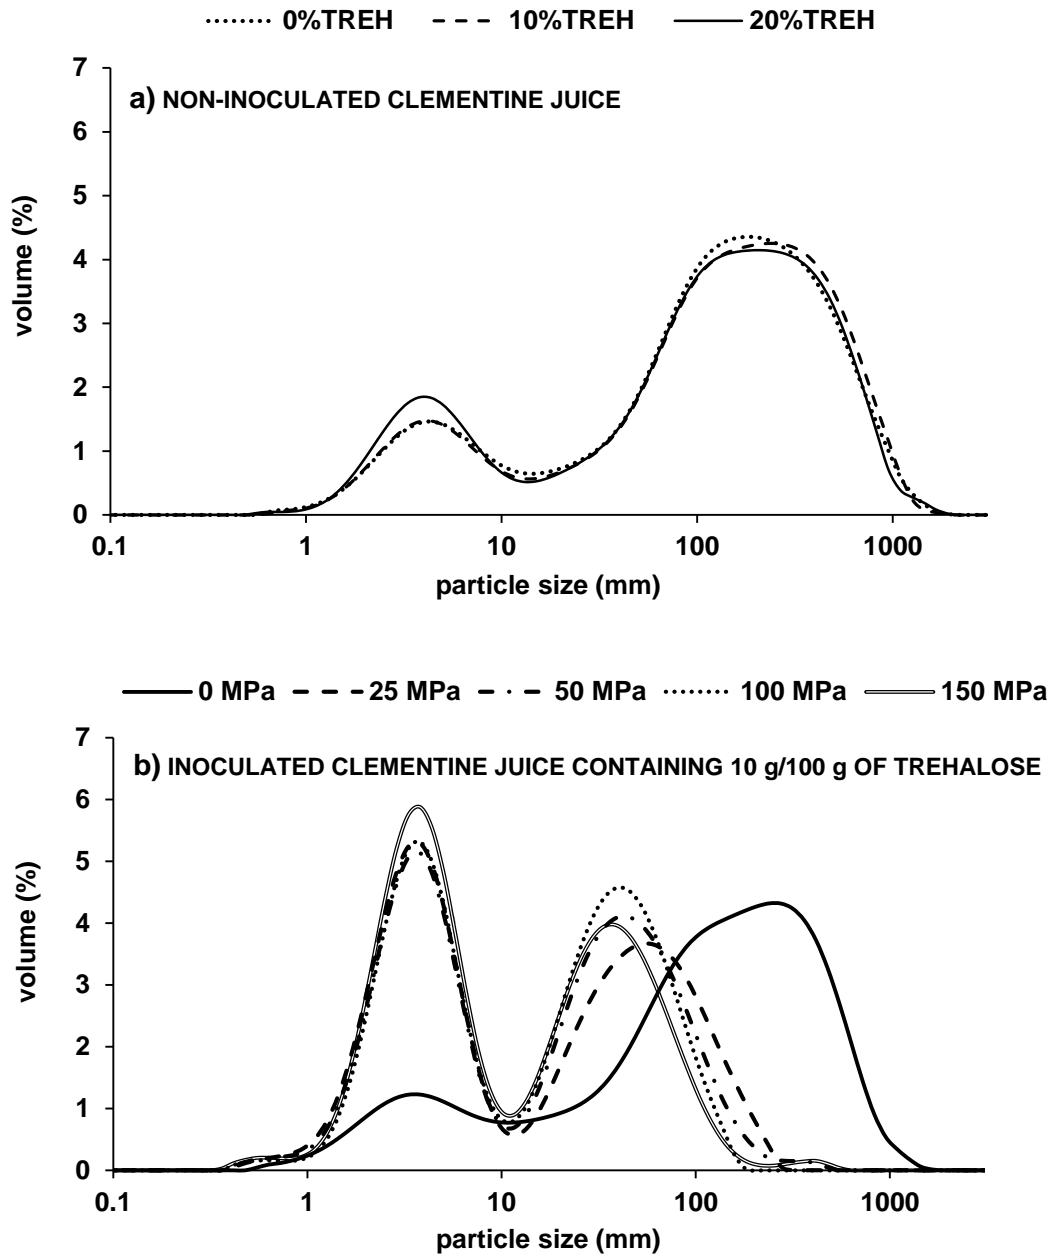 0%TREH 10%TREH 20%TREH
7
a) NON-INOCULATED CLEMENTINE JUICE
6
5
4
3
2
1
0
volume (%)
0.1 1 10 100 1000
particle size (mm)
0 MPa 25 MPa 50 MPa 100 MPa 150 MPa
7
b) INOCULATED CLEMENTINE JUICE CONTAINING 10 g/100 g OF TREHALOSE
6
5
4
3
2
1
0
volume (%)
0.1 1 10 100 1000
particle size (mm)